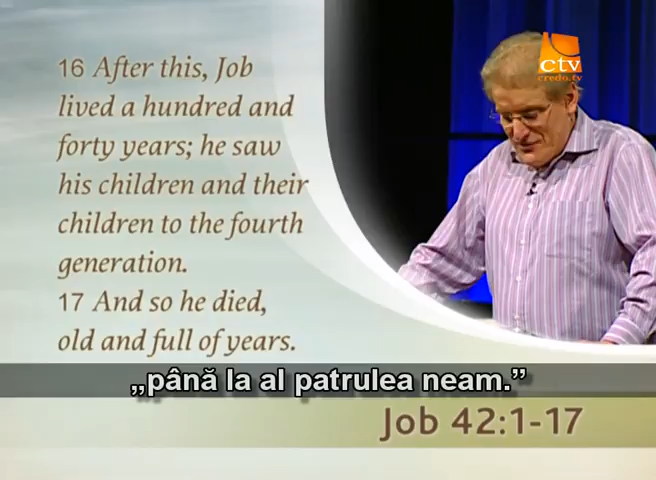 ctv
credo.tv
16 After this, Job
lived a hundred and
forty years; he saw
his children and their
children to the fourth
generation.
17 And so he died,
old and full of years.
„până la al patrulea neam.”
Job 42:1-17